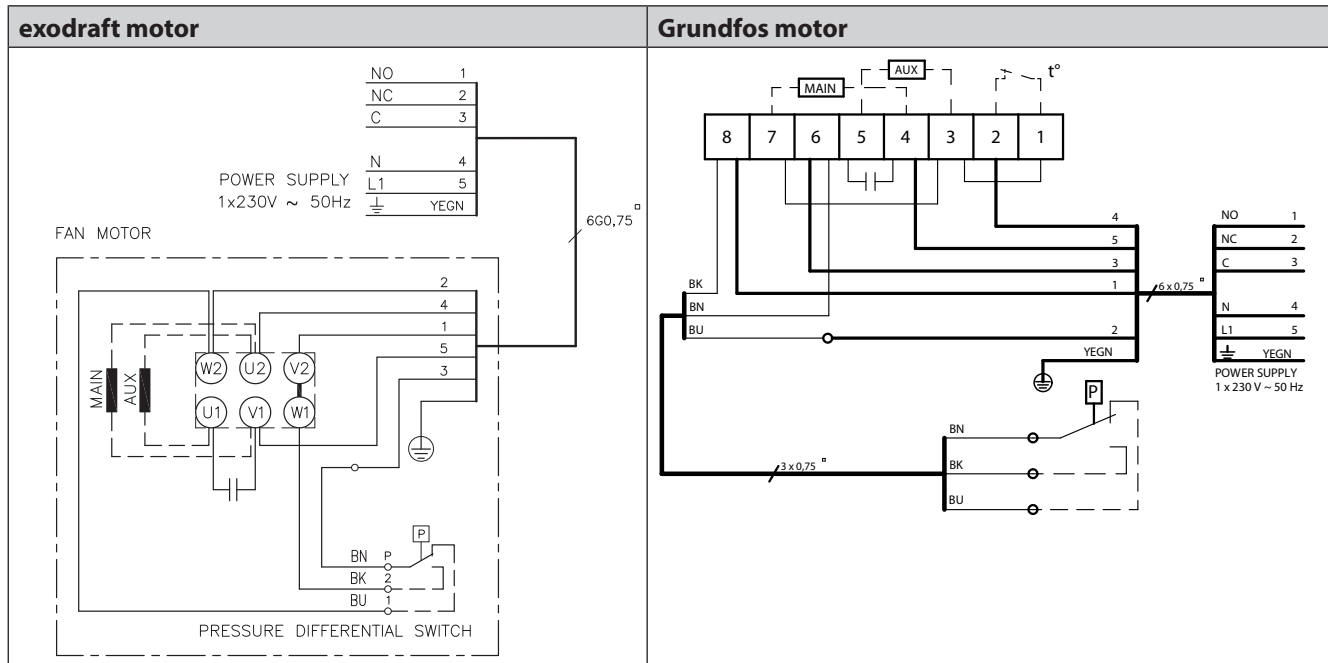 exodraft motor
NO 1
NC 2
C 3
N 4
POWER SUPPLY L1 5
1x230V ~ 50Hz YEGN
6G0,75 □
FAN MOTOR
2
4
1
5
3
MAIN
AUX
W2 U2 V2
U1 V1 W1
P
BN P
BK 2
BU 1
PRESSURE DIFFERENTIAL SWITCH
Grundfos motor
AUX
t°
MAIN
8 7 6 5 4 3 2 1
4
5
3
1
2
YEGN
BK
BN
BU
6 x 0,75 □
NO 1
NC 2
C 3
N 4
L1 5
YEGN
POWER SUPPLY
1 x 230 V ~ 50 Hz
P
BN
BK
BU
3 x 0,75 □